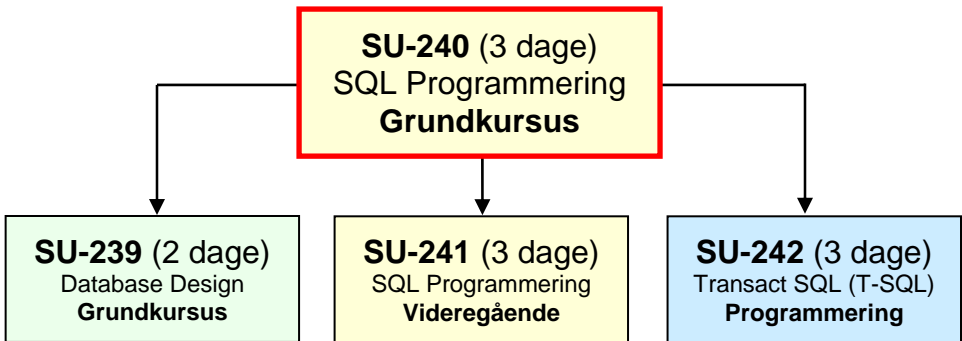 SU-240 (3 dage)
SQL Programmering
Grundkursus
SU-239 (2 dage)
Database Design
Grundkursus
SU-241 (3 dage)
SQL Programmering
Videregående
SU-242 (3 dage)
Transact SQL (T-SQL)
Programmering